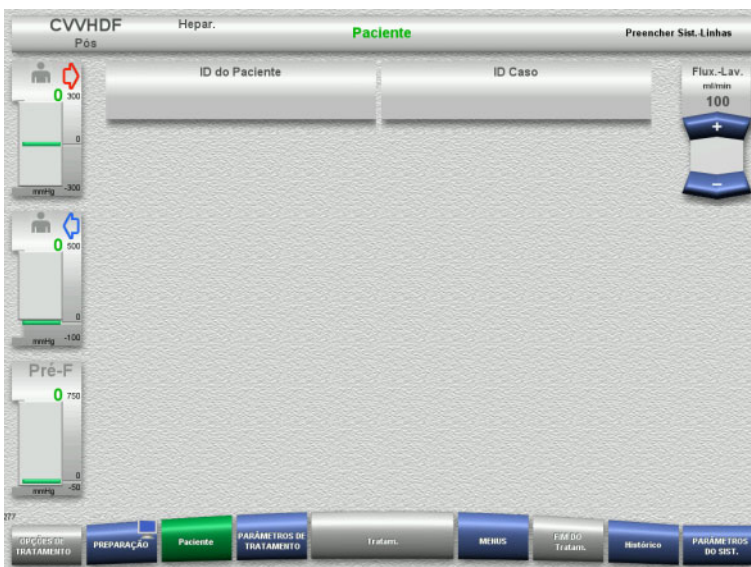 CVVHDF
Pós
Hepar.
Paciente
Preencher Sist.-Linhas
ID do Paciente
ID Caso
Flux.-Lav.
ml/min
100
+
–
0
300
0
mmHg
-300
0
500
0
mmHg
-100
Pré-F
0
750
0
mmHg
-50
277
OPÇÕES DE
TRATAMENTO
PREPARAÇÃO
Paciente
PARÂMETROS DE
TRATAMENTO
Tratam.
MENUS
FIM DO
Tratam.
Histórico
PARÂMETROS
DO SIST.